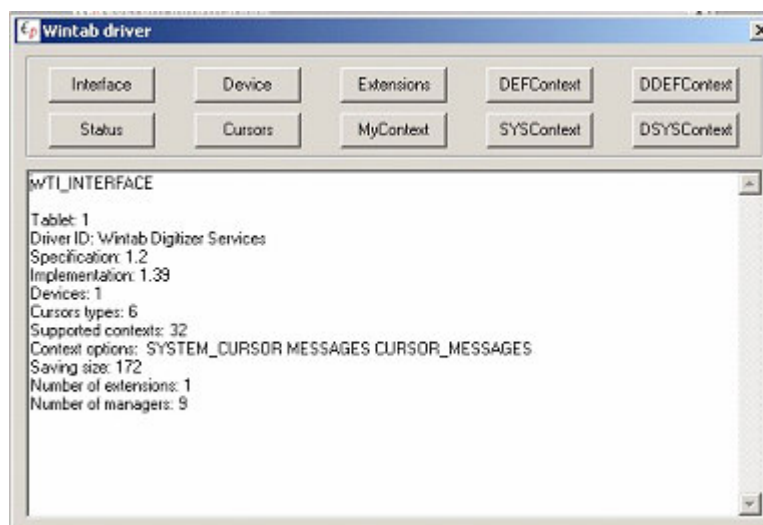 Wintab driver
Interface Device Extensions DEFContext DDEFContext
Status Cursors MyContext SYSContext DSYSContext
WTI_INTERFACE
Tablet: 1
Driver ID: Wintab Digitizer Services
Specification: 1.2
Implementation: 1.39
Devices: 1
Cursors types: 6
Supported contexts: 32
Context options: SYSTEM_CURSOR MESSAGES CURSOR_MESSAGES
Saving size: 172
Number of extensions: 1
Number of managers: 9